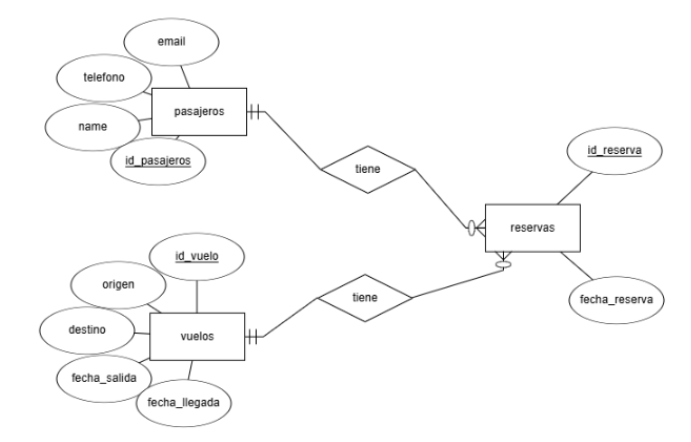 email
telefono
pasajeros
name
id_pasajeros
tiene
id_reserva
reservas
id_vuelo
origen
tiene
fecha_reserva
destino
vuelos
fecha_salida
fecha_llegada